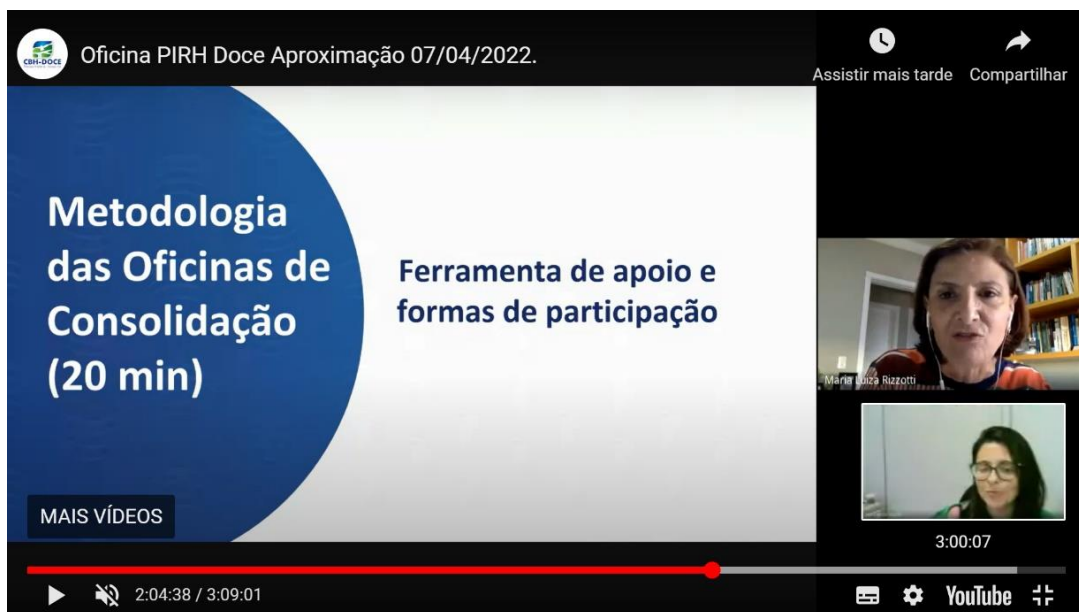 CBH-DOCE
Oficina PIRH Doce Aproximação 07/04/2022.
Assistir mais tarde
Compartilhar
Metodologia
das Oficinas de
Consolidação
(20 min)
Ferramenta de apoio e
formas de participação
Maria Luiza Rizzotti
MAIS VÍDEOS
3:00:07
2:04:38 / 3:09:01
YouTube